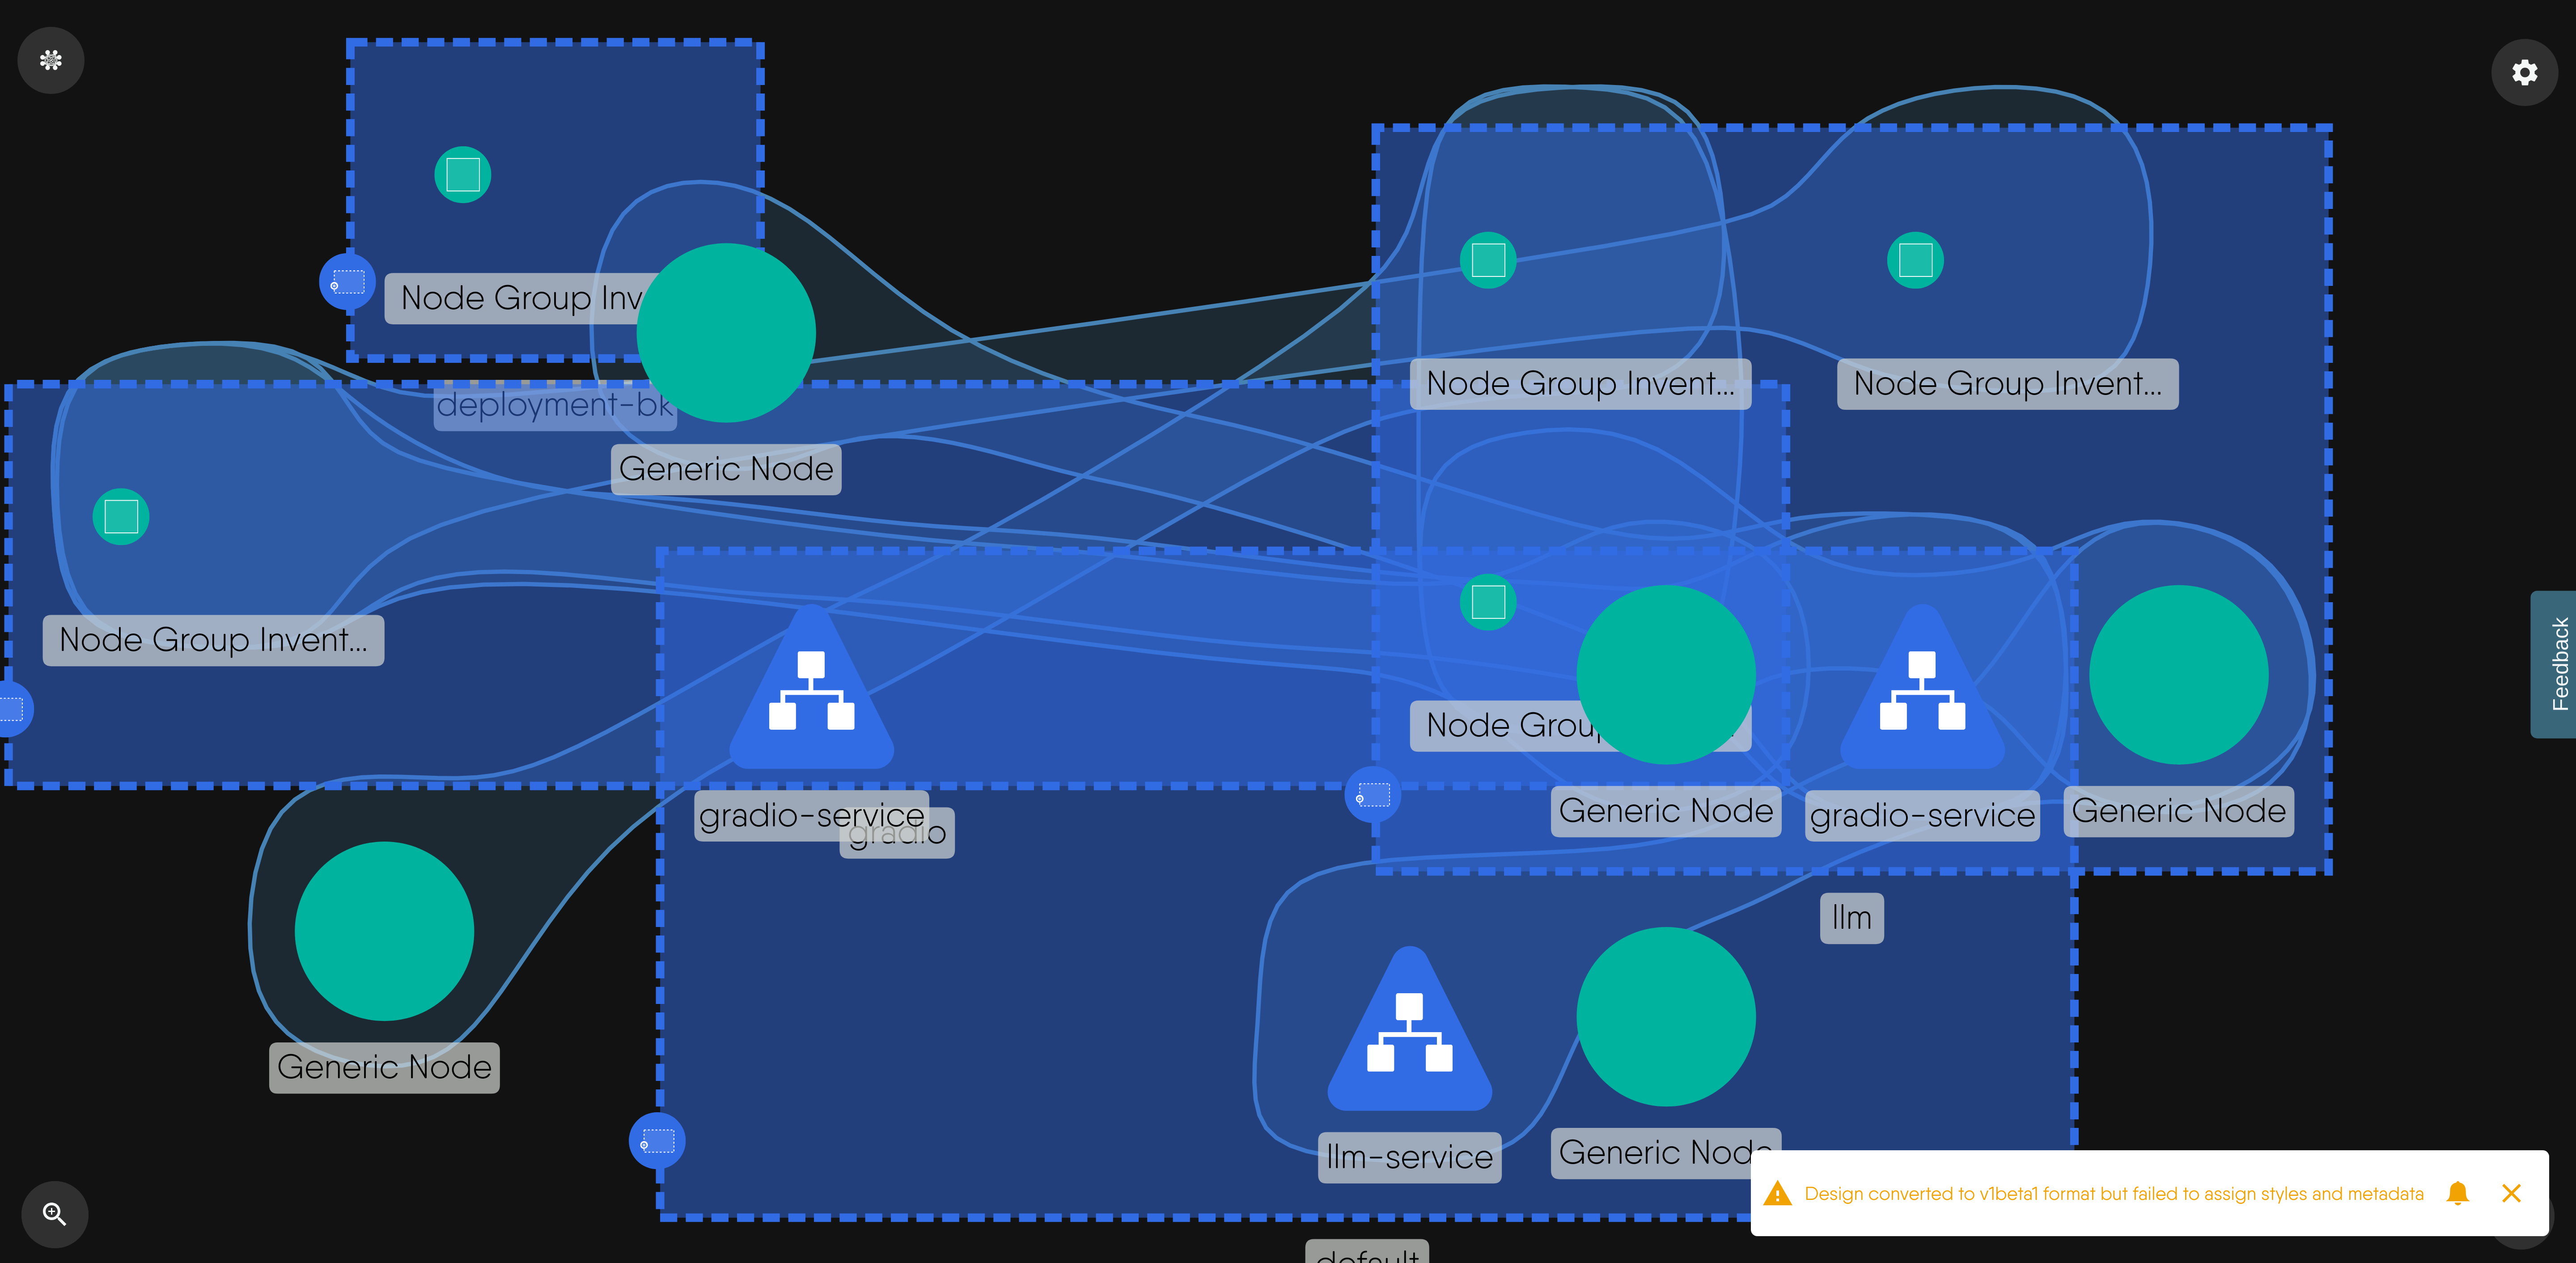 Node Group Inv
deployment-bk
Generic Node
Node Group Invent...
Node Group Invent...
Node Group Invent...
Node Grou
gradio-service
gradio
Generic Node
gradio-service
Generic Node
llm
Generic Node
llm-service
Generic Node
default
Design converted to v1beta1 format but failed to assign styles and metadata
Feedback